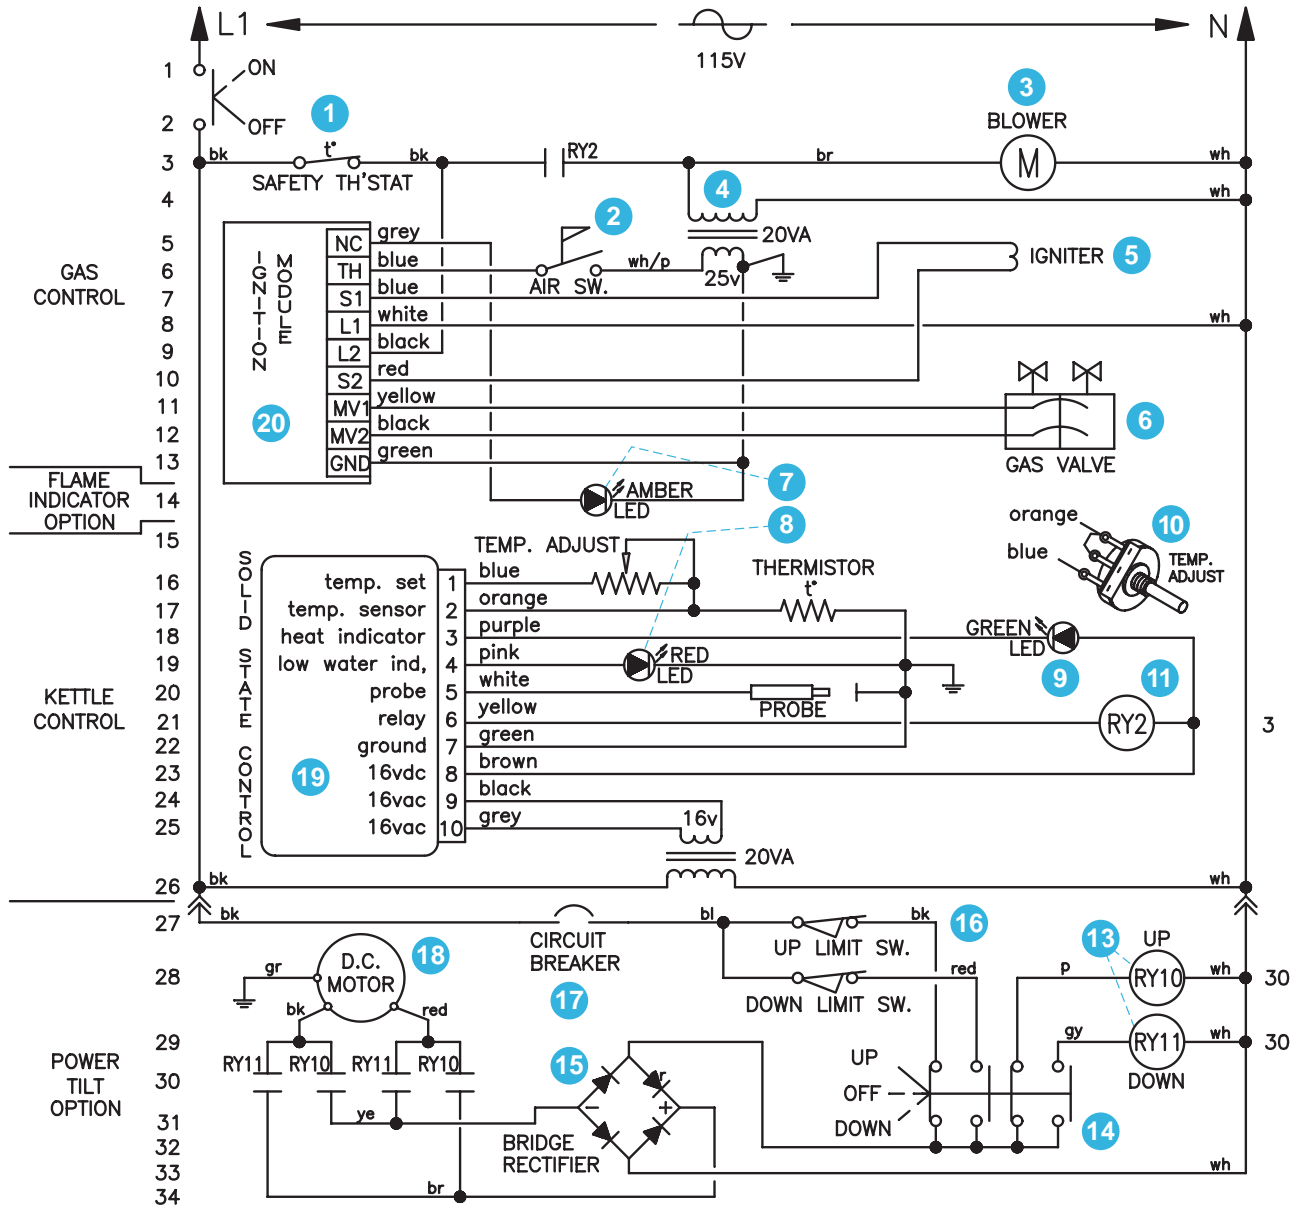 L1
115V
N
1
ON
2
OFF
1
3
BLOWER
3
bk
t°
bk
RY2
br
M
wh
SAFETY TH'STAT
4
4
wh
2
20VA
5
NC
grey
6
TH
blue
AIR SW.
wh/p
25v
IGNITER
5
7
S1
blue
8
L1
white
wh
9
L2
black
10
S2
red
11
MV1
yellow
12
MV2
black
13
GND
green
IGNITION
MODULE
20
GAS
CONTROL
6
GAS VALVE
FLAME
INDICATOR
OPTION
14
AMBER
LED
7
8
15
orange
blue
10
TEMP.
ADJUST
SOLID STATE CONTROL
TEMP. ADJUST
16
temp. set
1
blue
THERMISTOR
t°
17
temp. sensor
2
orange
18
heat indicator
3
purple
GREEN
LED
9
19
low water ind,
4
pink
RED
LED
20
probe
5
white
PROBE
11
21
relay
6
yellow
RY2
3
22
ground
7
green
23
16vdc
8
brown
24
16vac
9
black
25
16vac
10
grey
16v
20VA
19
KETTLE
CONTROL
26
bk
wh
27
bk
CIRCUIT
BREAKER
17
bl
UP LIMIT SW.
bk
16
13
UP
28
gr
D.C.
MOTOR
18
bk
red
DOWN LIMIT SW.
red
p
RY10
wh
30
29
gy
RY11
wh
30
DOWN
RY11
RY10
RY11
RY10
15
r
UP
30
OFF
31
ye
−
+
DOWN
14
32
BRIDGE
RECTIFIER
33
wh
34
br
POWER
TILT
OPTION